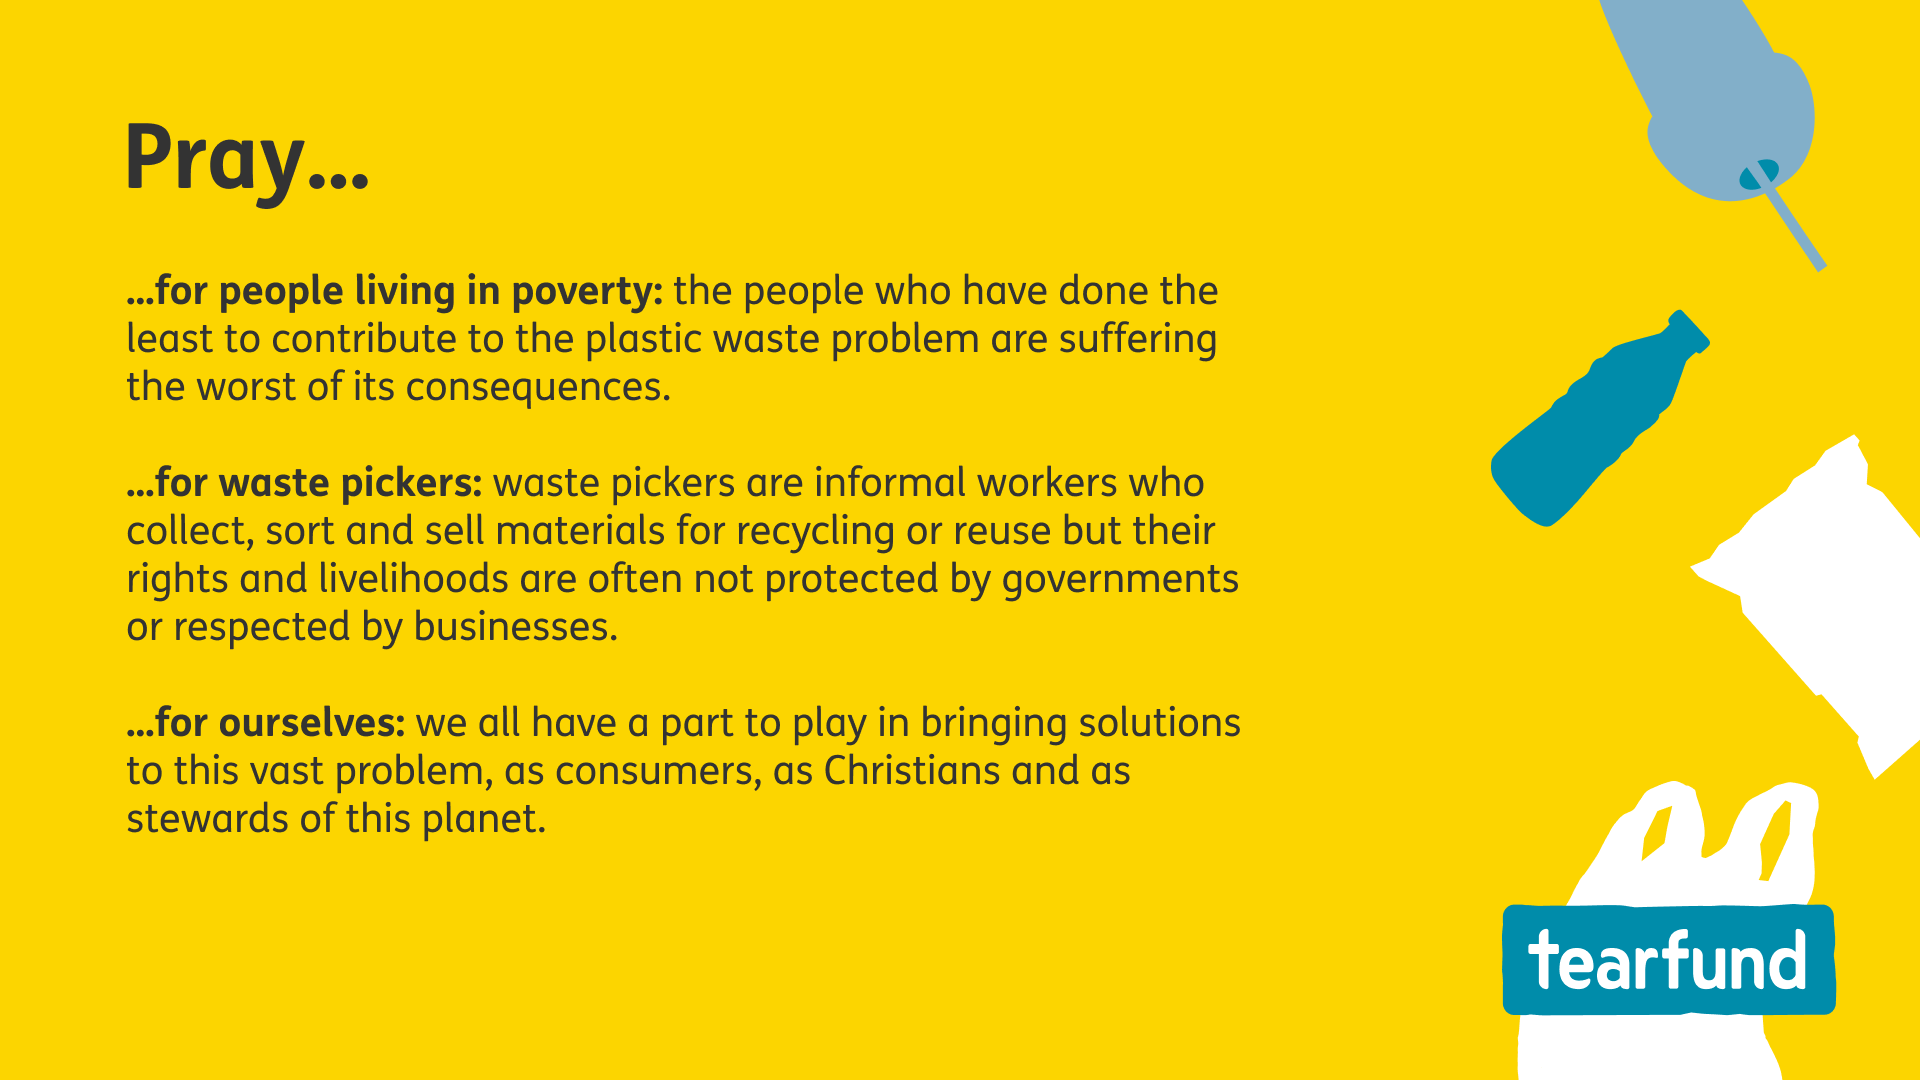 Pray...
...for people living in poverty: the people who have done the
least to contribute to the plastic waste problem are suffering
the worst of its consequences.
...for waste pickers: waste pickers are informal workers who
collect, sort and sell materials for recycling or reuse but their
rights and livelihoods are often not protected by governments
or respected by businesses.
...for ourselves: we all have a part to play in bringing solutions
to this vast problem, as consumers, as Christians and as
stewards of this planet.
tearfund